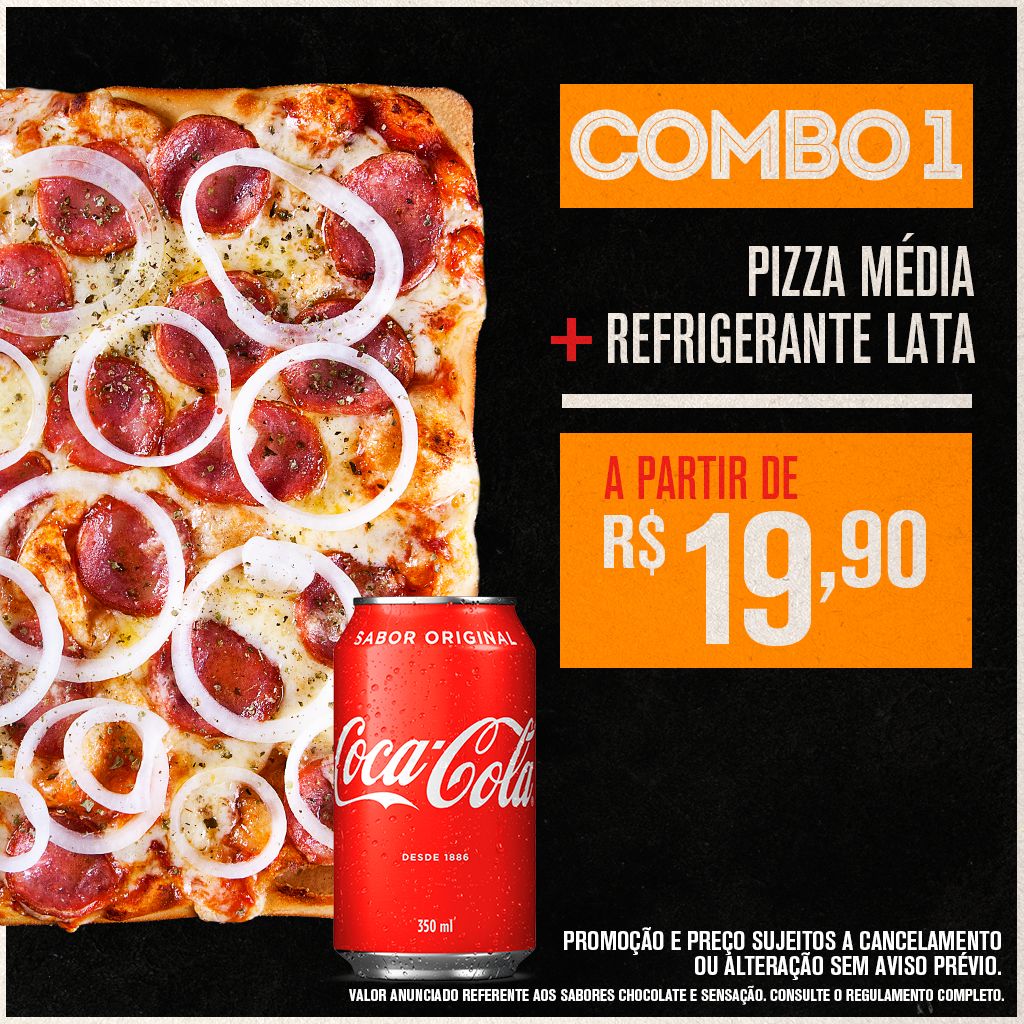 COMBO 1
PIZZA MÉDIA
+ REFRIGERANTE LATA
A PARTIR DE
R$ 19,90
SABOR ORIGINAL
Coca-Cola
DESDE 1886
350 ml
PROMOÇÃO E PREÇO SUJEITOS A CANCELAMENTO
OU ALTERAÇÃO SEM AVISO PRÉVIO.
VALOR ANUNCIADO REFERENTE AOS SABORES CHOCOLATE E SENSAÇÃO. CONSULTE O REGULAMENTO COMPLETO.